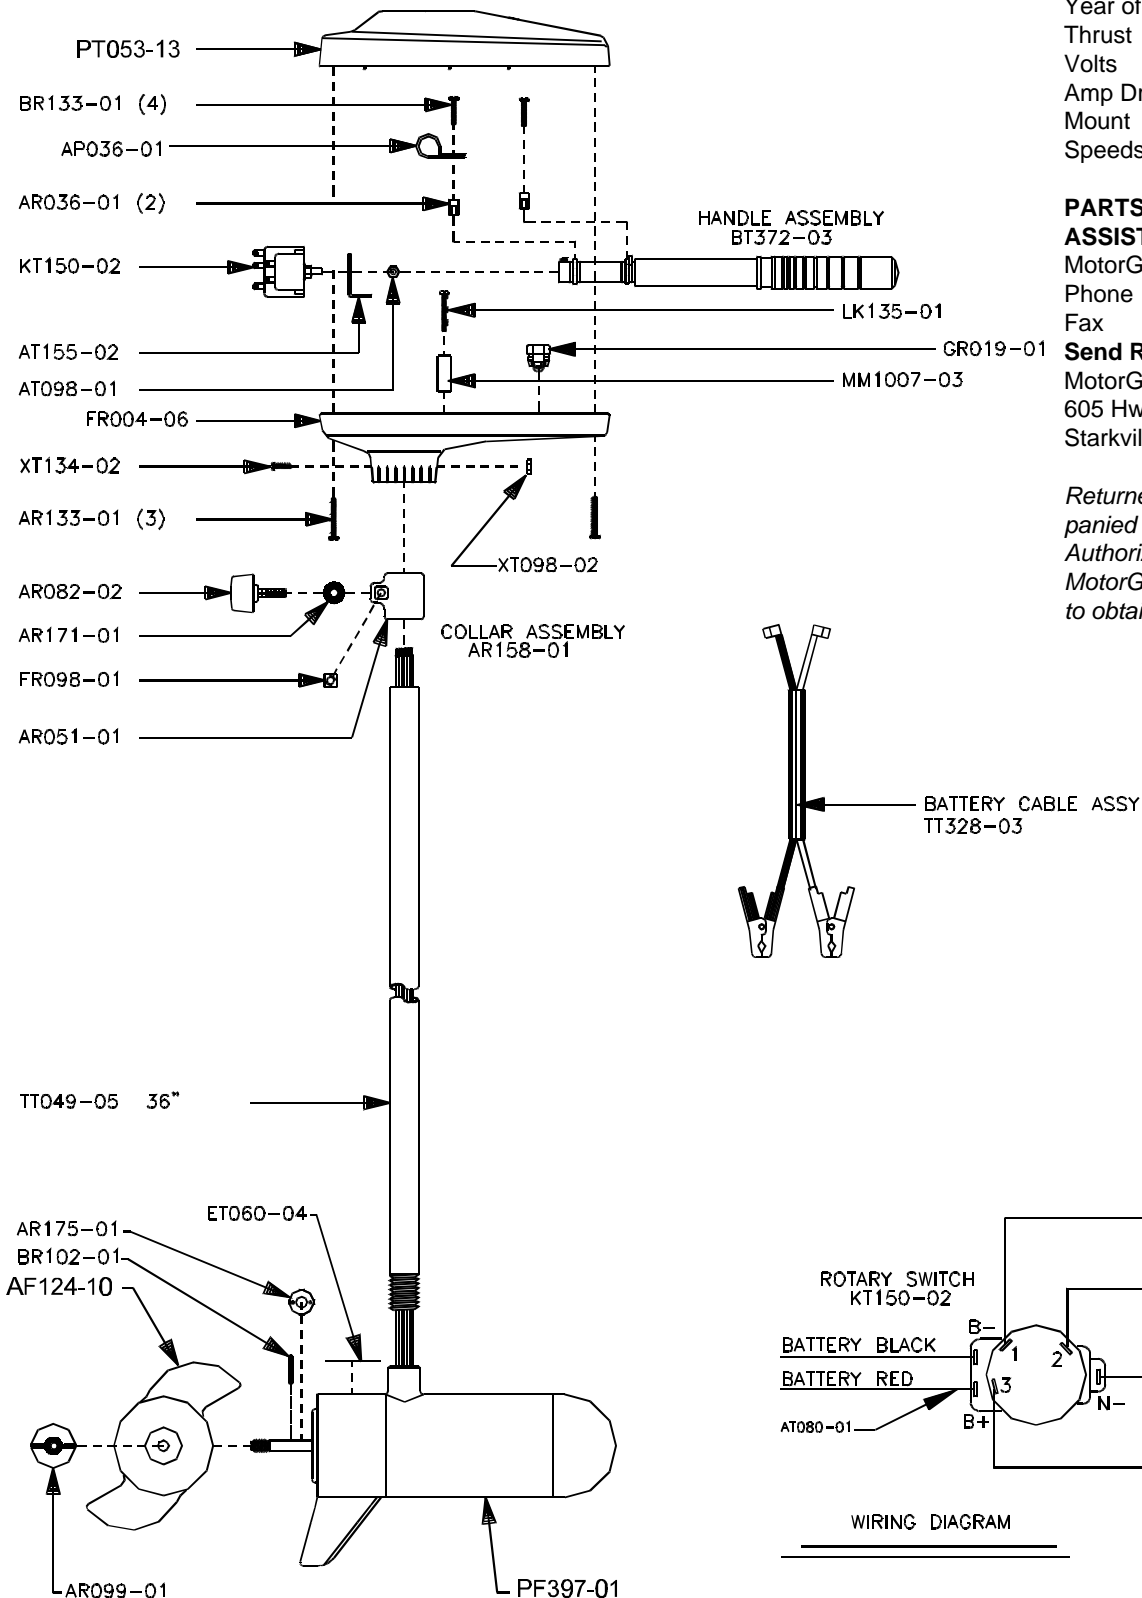 PT053-13
BR133-01 (4)
AP036-01
AR036-01 (2)
HANDLE ASSEMBLY
BT372-03
KT150-02
LK135-01
AT155-02
GR019-01
AT098-01
MM1007-03
FR004-06
XT134-02
AR133-01 (3)
XT098-02
AR082-02
AR171-01
COLLAR ASSEMBLY
AR158-01
FR098-01
AR051-01
BATTERY CABLE ASSY
TT328-03
TT049-05 36"
AR175-01
ET060-04
BR102-01
AF124-10
AR099-01
PF397-01
ROTARY SWITCH
KT150-02
B-
BATTERY BLACK
1
2
BATTERY RED
3
N-
AT080-01
B+
WIRING DIAGRAM
Year of
Thrust
Volts
Amp
Mount
Speeds
PARTS
MotorG
Phone
Fax
Send R
MotorG
605 Hw
Starkvil
Returne
panied
Authori
MotorG
to obta